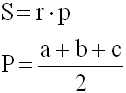 S = r · p
P = a + b + c / 2